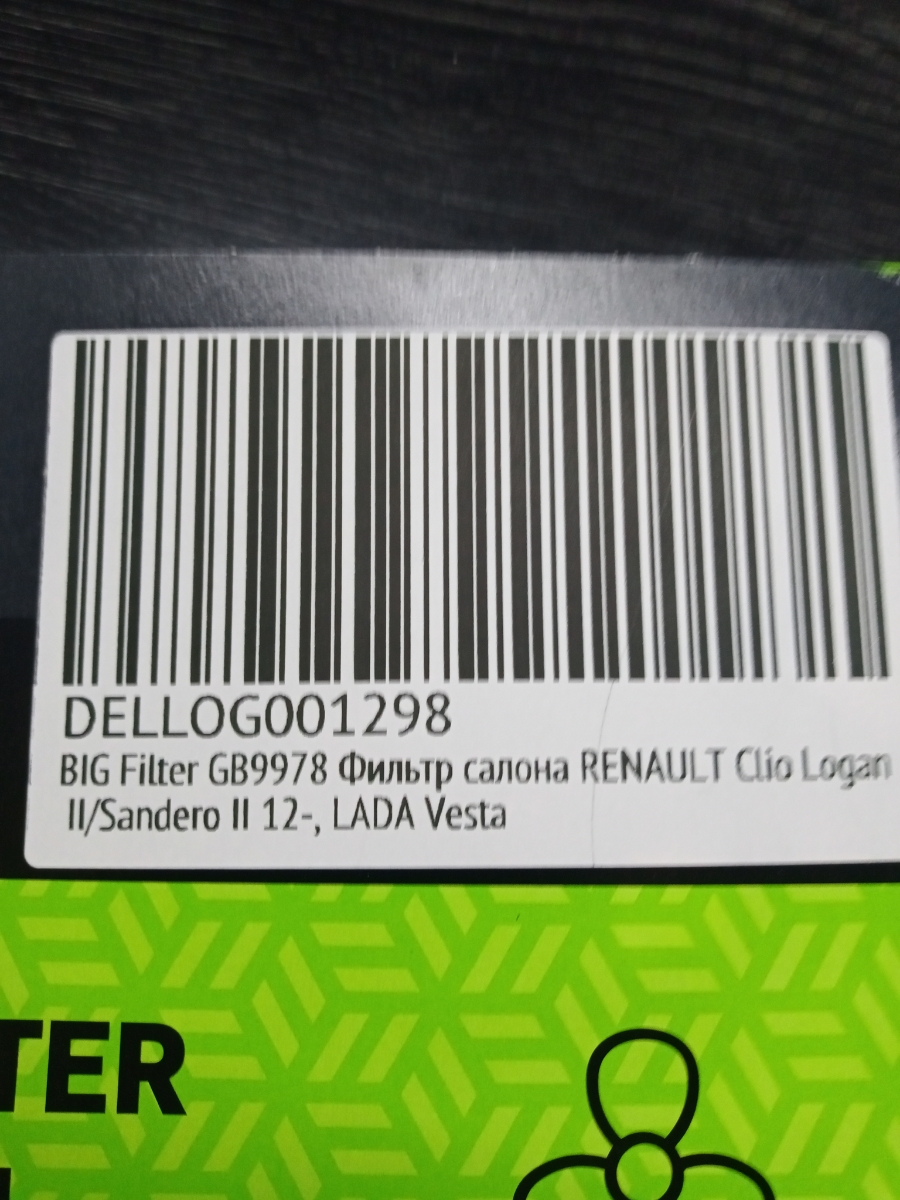 DELLOG001298
BIG Filter GB9978 Фильтр салона RENAULT Clio Logan
II/Sandero II 12-, LADA Vesta
TER